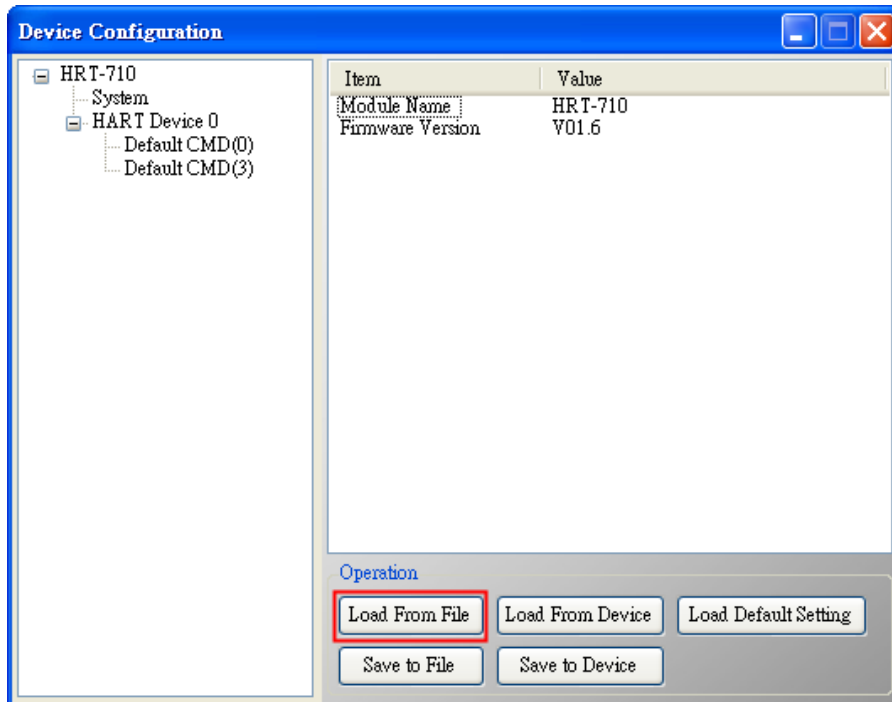 Device Configuration
HRT-710
System
HART Device 0
Default CMD(0)
Default CMD(3)
Item Value
Module Name HRT-710
Firmware Version V01.6
Operation
Load From File Load From Device Load Default Setting
Save to File Save to Device